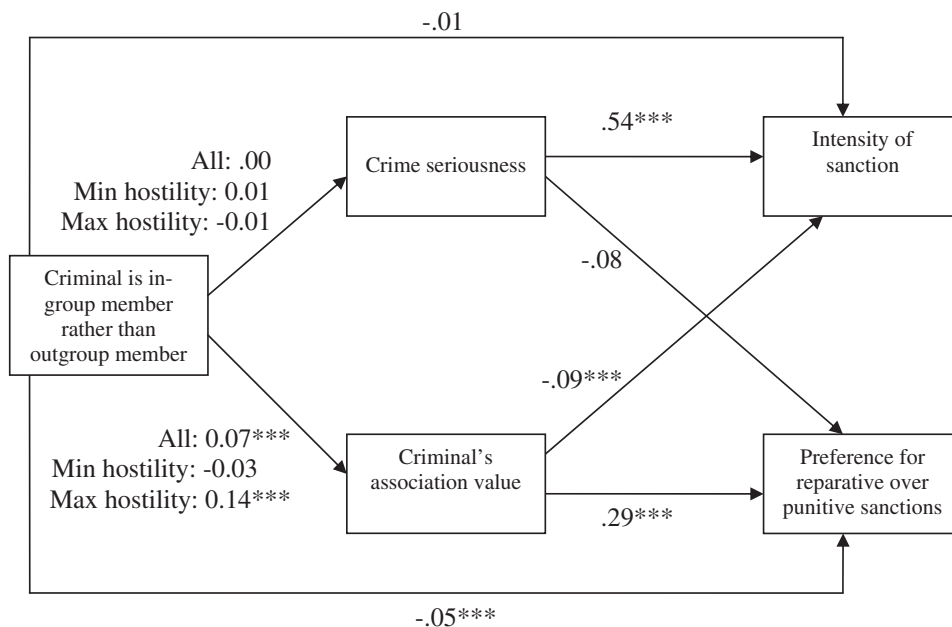 -.01
.54***
Intensity of
sanction
Crime seriousness
All: .00
Min hostility: 0.01
Max hostility: -0.01
-.08
Criminal is in-
group member
rather than
outgroup member
-.09***
All: 0.07***
Min hostility: -0.03
Max hostility: 0.14***
Criminal’s
association value
Preference for
reparative over
punitive sanctions
.29***
-.05***